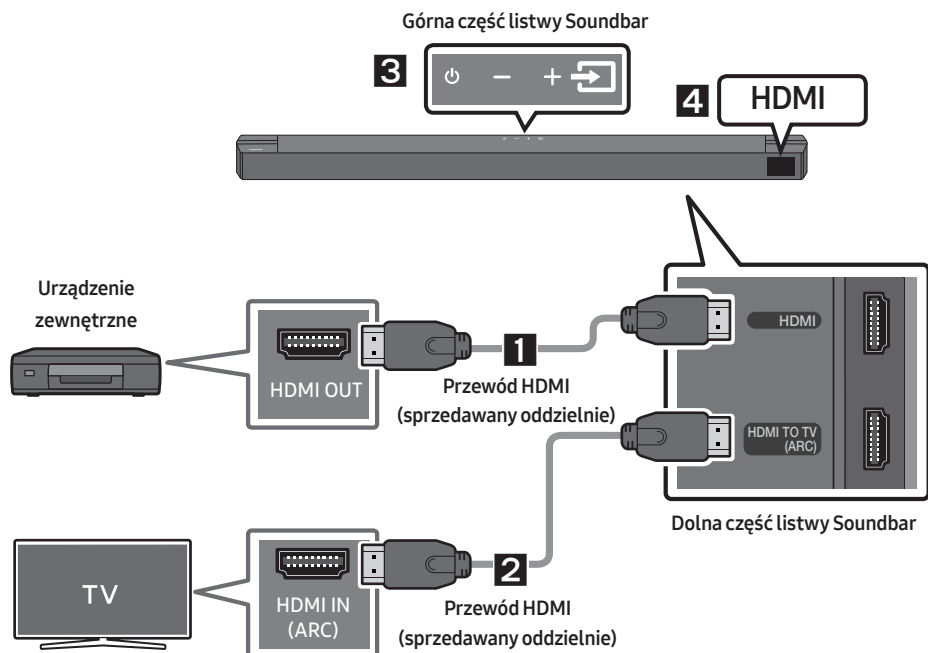 Górna część listwy Soundbar
3
4
HDMI
Urządzenie
zewnętrzne
HDMI OUT
1
Przewód HDMI
(sprzedawany oddzielnie)
HDMI
HDMI TO TV
(ARC)
Dolna część listwy Soundbar
TV
HDMI IN
(ARC)
2
Przewód HDMI
(sprzedawany oddzielnie)